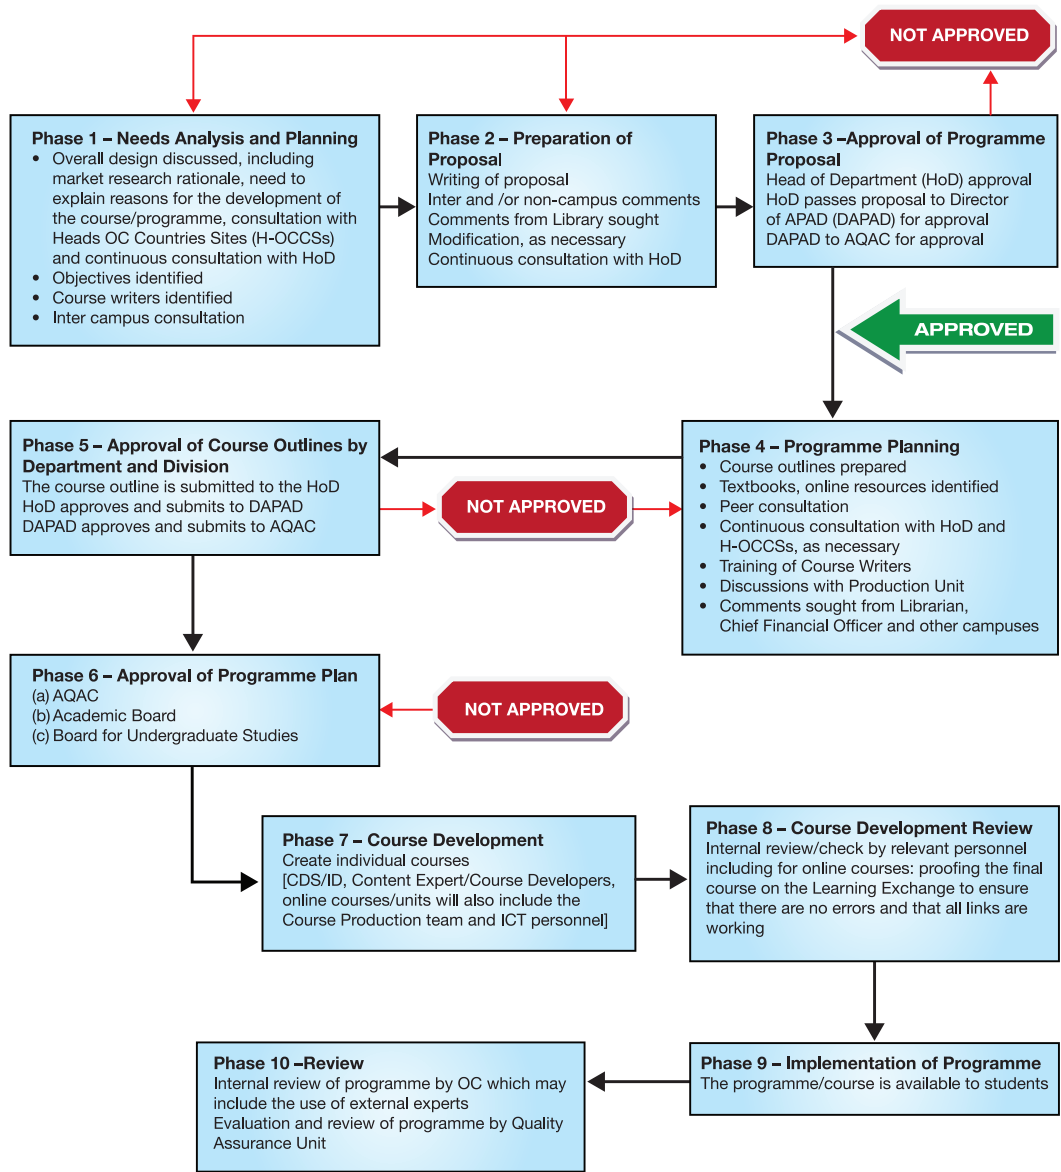 NOT APPROVED
Phase 1 – Needs Analysis and Planning
• Overall design discussed, including
market research rationale, need to
explain reasons for the development of
the course/programme, consultation with
Heads OC Countries Sites (H-OCCSs)
and continuous consultation with HoD
• Objectives identified
• Course writers identified
• Inter campus consultation
Phase 2 – Preparation of
Proposal
Writing of proposal
Inter and /or non-campus comments
Comments from Library sought
Modification, as necessary
Continuous consultation with HoD
Phase 3 –Approval of Programme
Proposal
Head of Department (HoD) approval
HoD passes proposal to Director
of APAD (DAPAD) for approval
DAPAD to AQAC for approval
APPROVED
Phase 4 – Programme Planning
• Course outlines prepared
• Textbooks, online resources identified
• Peer consultation
• Continuous consultation with HoD and
H-OCCSs, as necessary
• Training of Course Writers
• Discussions with Production Unit
• Comments sought from Librarian,
Chief Financial Officer and other campuses
Phase 5 – Approval of Course Outlines by
Department and Division
The course outline is submitted to the HoD
HoD approves and submits to DAPAD
DAPAD approves and submits to AQAC
NOT APPROVED
Phase 6 – Approval of Programme Plan
(a) AQAC
(b) Academic Board
(c) Board for Undergraduate Studies
NOT APPROVED
Phase 7 – Course Development
Create individual courses
[CDS/ID, Content Expert/Course Developers,
online courses/units will also include the
Course Production team and ICT personnel]
Phase 8 – Course Development Review
Internal review/check by relevant personnel
including for online courses: proofing the final
course on the Learning Exchange to ensure
that there are no errors and that all links are
working
Phase 9 – Implementation of Programme
The programme/course is available to students
Phase 10 –Review
Internal review of programme by OC which may
include the use of external experts
Evaluation and review of programme by Quality
Assurance Unit